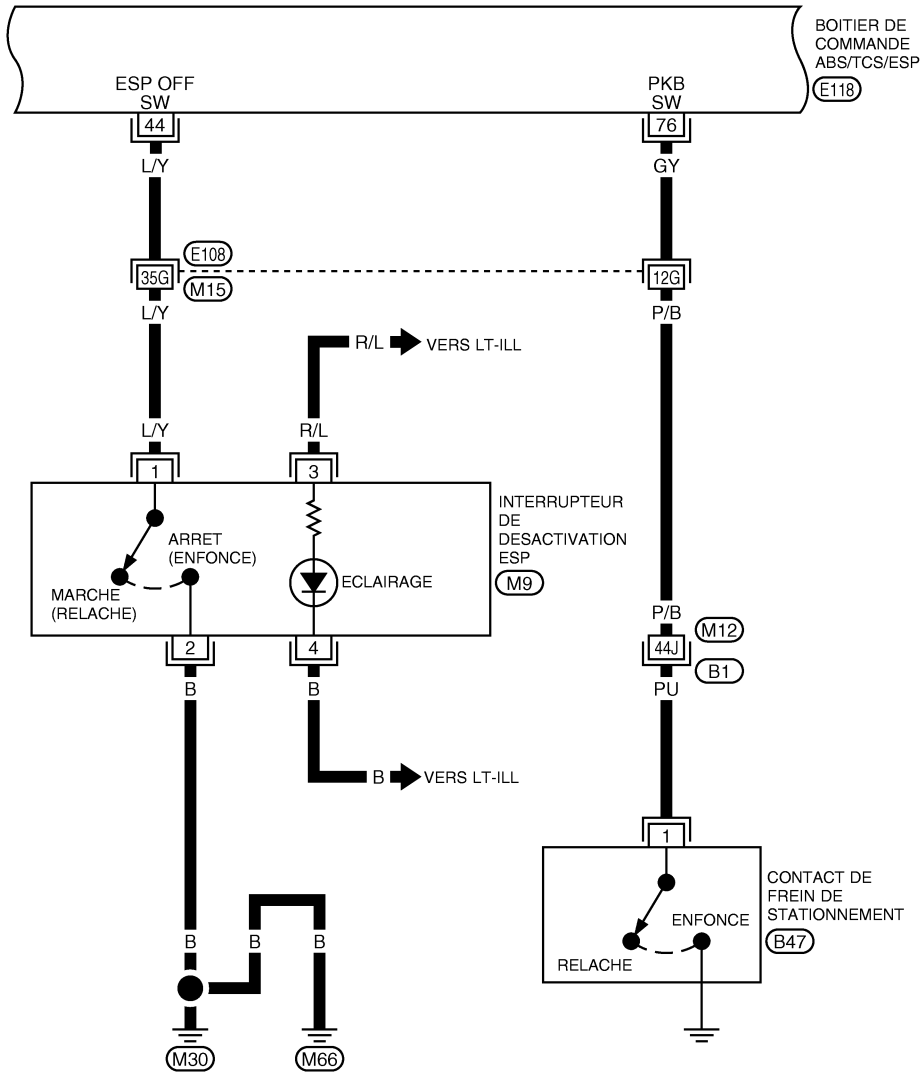 BOITIER DE
COMMANDE
ABS/TCS/ESP
E118
ESP OFF
SW
PKB
SW
44
76
L/Y
GY
E108
35G
12G
M15
L/Y
P/B
R/L
VERS LT-ILL
L/Y
R/L
1
3
INTERRUPTEUR
DE
DESACTIVATION
ESP
M9
ARRET
(ENFONCE)
ECLAIRAGE
MARCHE
(RELACHE)
P/B
M12
2
4
44J
B1
B
B
PU
B
VERS LT-ILL
1
CONTACT DE
FREIN DE
STATIONNEMENT
B47
ENFONCE
RELACHE
B
B
B
M30
M66